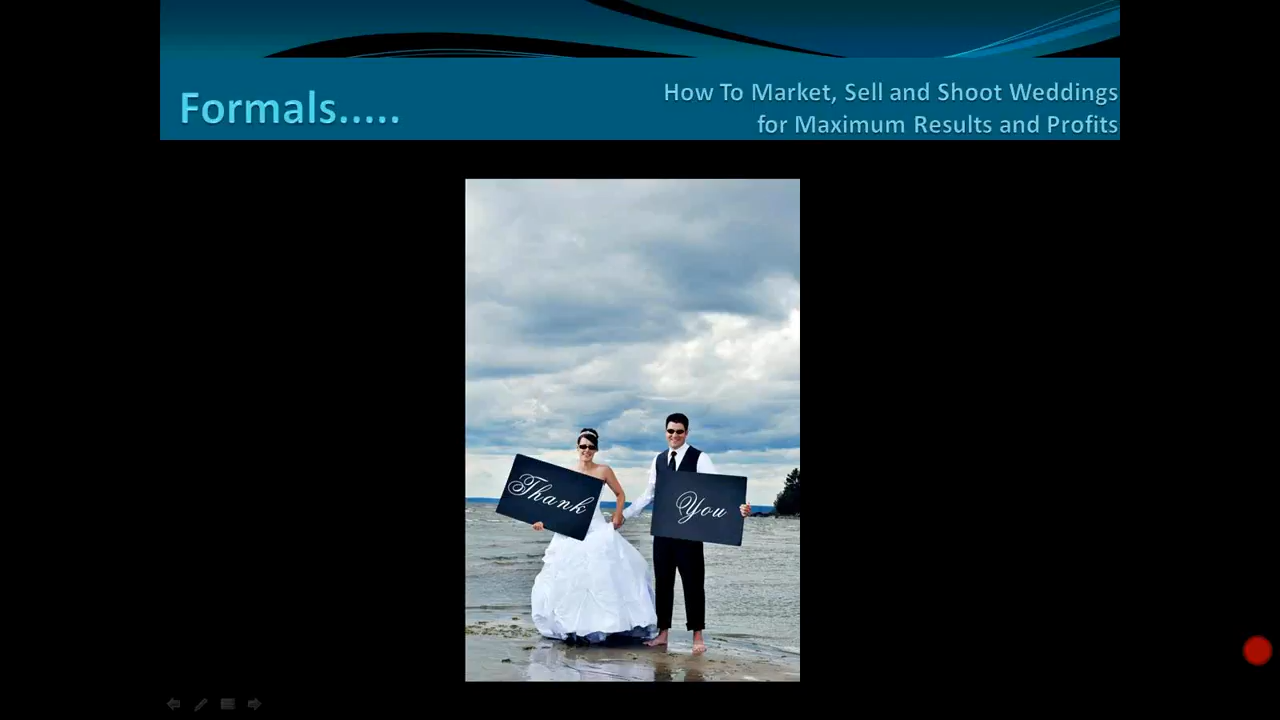 Formals.....
How To Market, Sell and Shoot Weddings
for Maximum Results and Profits
Thank
You